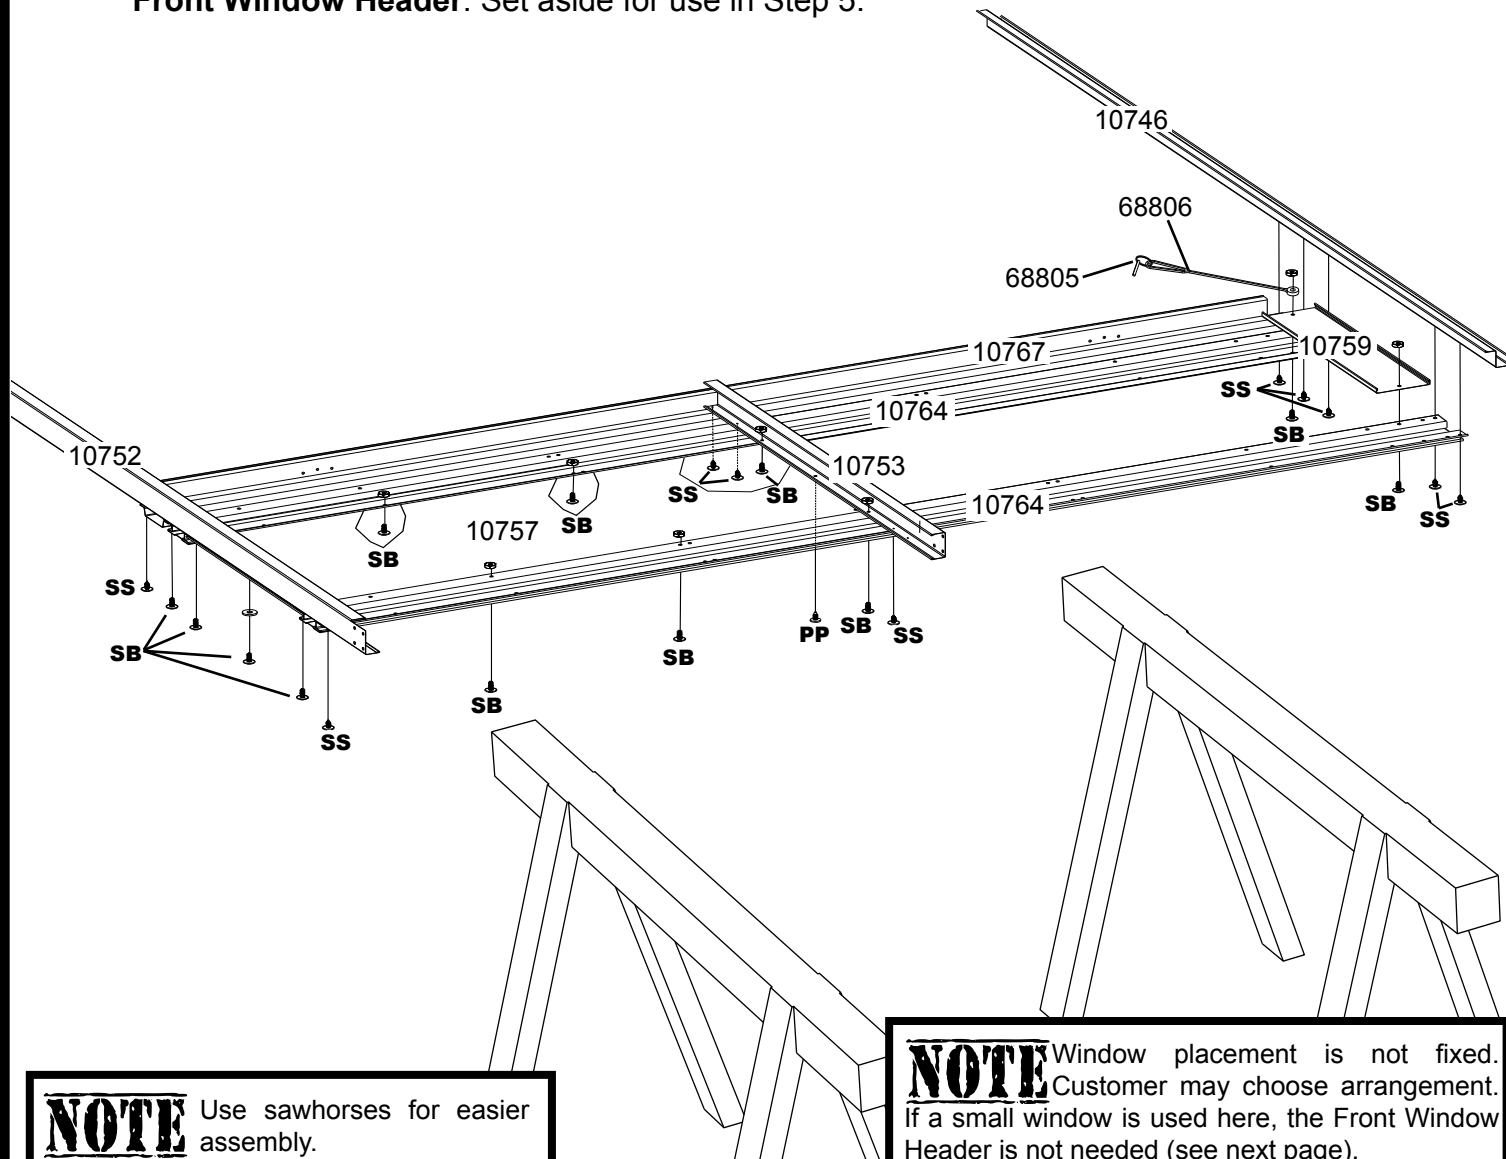 Front Window Header. Set aside for use in Step 5.
10746
68806
68805
10767
10759
SS
10764
SB
10752
10753
SS
SB
10757
SB
10764
SB
SS
SB
SS
SB
PP
SB
SS
SB
SB
SS
NOTE Window placement is not fixed.
Customer may choose arrangement.
If a small window is used here, the Front Window
Header is not needed (see next page).
NOTE Use sawhorses for easier
assembly.